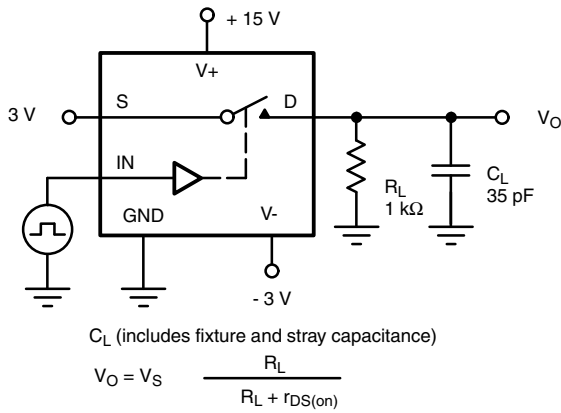 + 15 V
V+
3 V
S
D
V_O
IN
R_L
1 kΩ
C_L
35 pF
GND
V-
- 3 V
C_L (includes fixture and stray capacitance)
V_O = V_S R_L
R_L + r_DS(on)